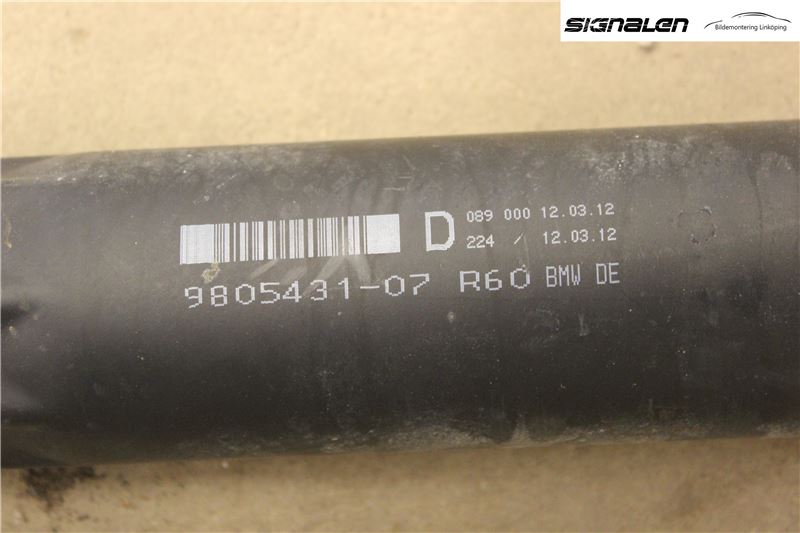 SIGNALEN
Bildemontering Linköping
D
089 000 12.03.12
224 / 12.03.12
9805431-07 R60 BMW DE